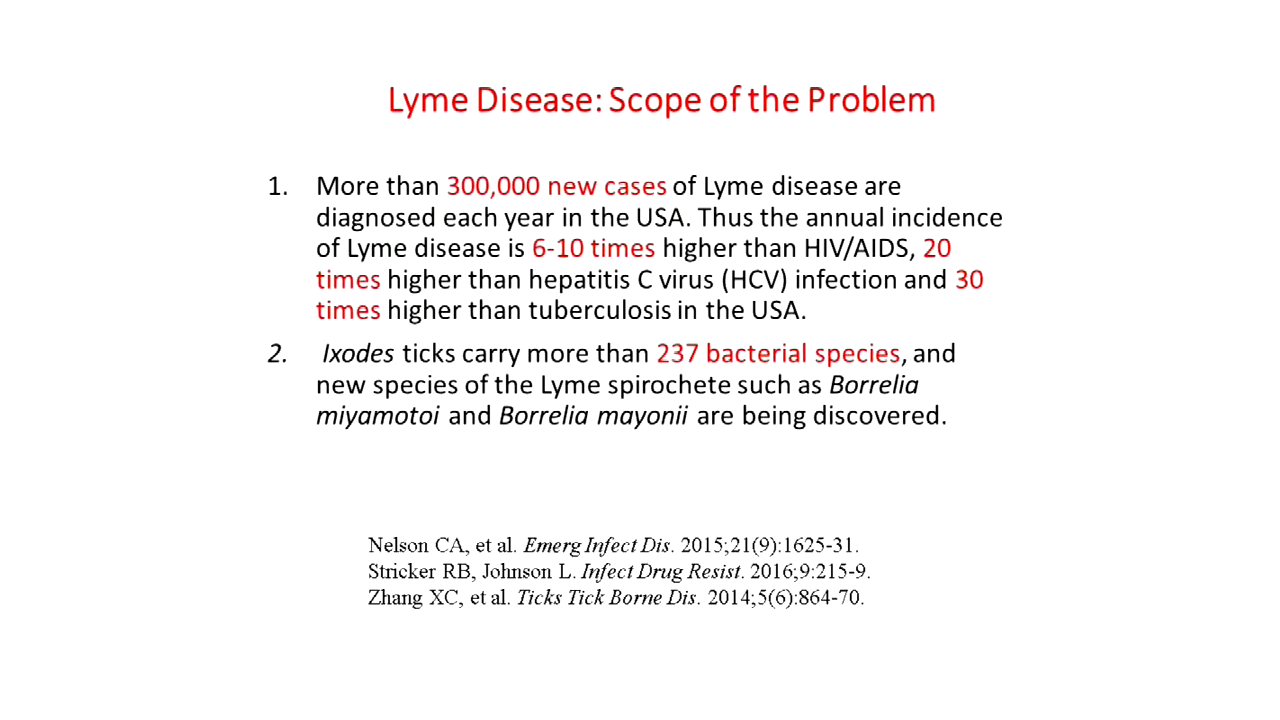 Lyme Disease: Scope of the Problem
1. More than 300,000 new cases of Lyme disease are
diagnosed each year in the USA. Thus the annual incidence
of Lyme disease is 6-10 times higher than HIV/AIDS, 20
times higher than hepatitis C virus (HCV) infection and 30
times higher than tuberculosis in the USA.
2. Ixodes ticks carry more than 237 bacterial species, and
new species of the Lyme spirochete such as Borrelia
miyamotoi and Borrelia mayonii are being discovered.
Nelson CA, et al. Emerg Infect Dis. 2015;21(9):1625-31.
Stricker RB, Johnson L. Infect Drug Resist. 2016;9:215-9.
Zhang XC, et al. Ticks Tick Borne Dis. 2014;5(6):864-70.